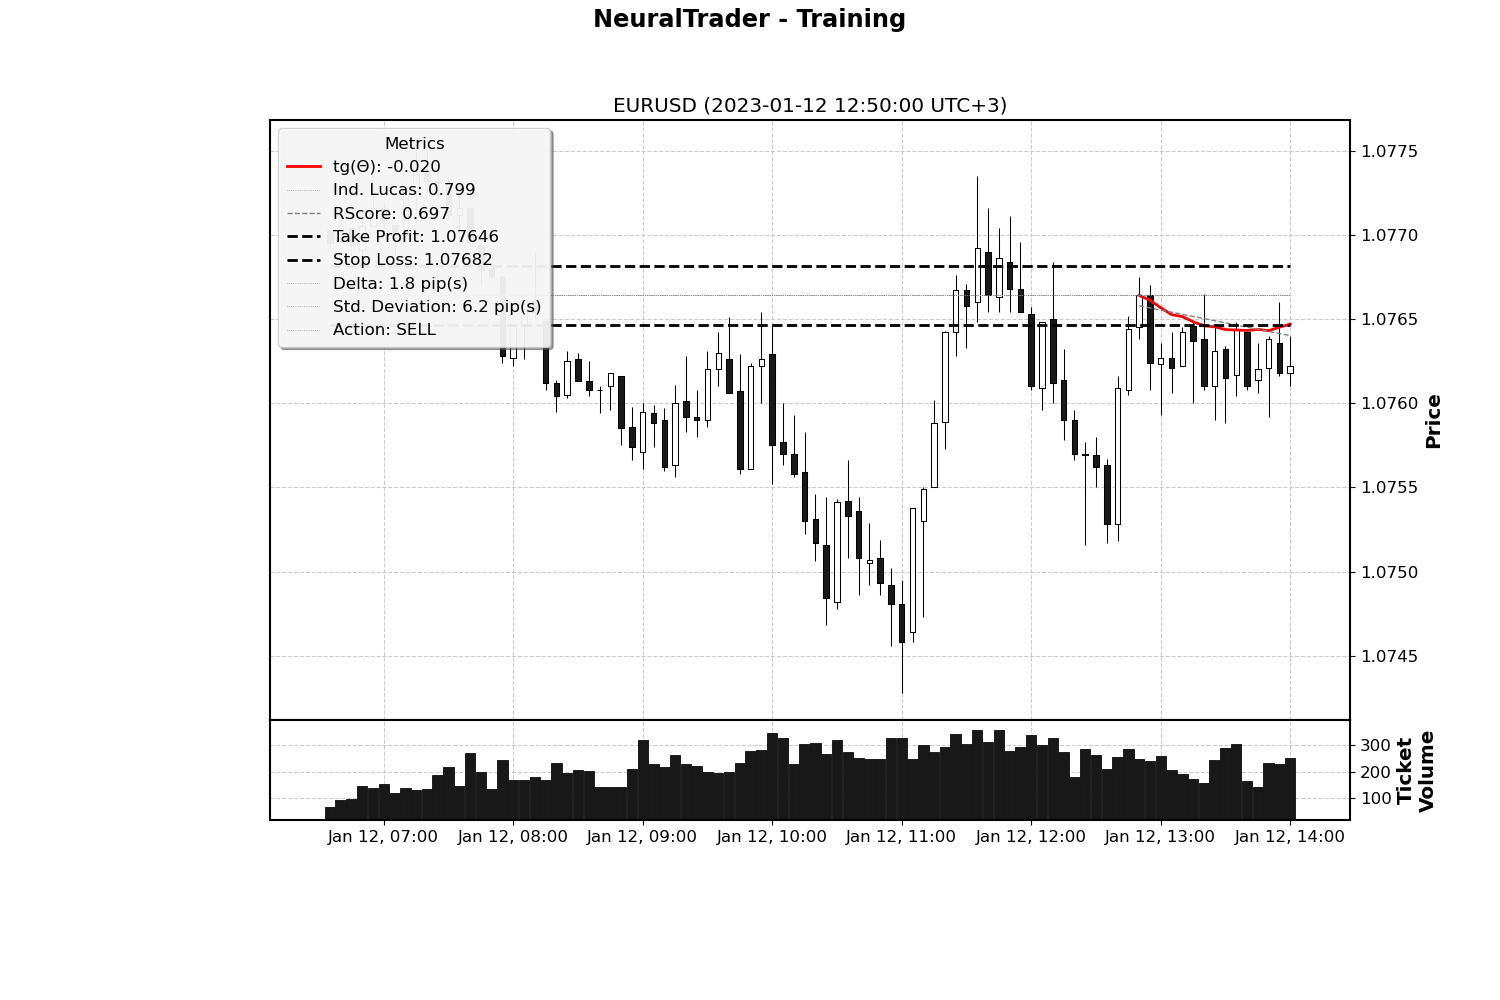 NeuralTrader - Training
EURUSD (2023-01-12 12:50:00 UTC+3)
Metrics
tg(Θ): -0.020
Ind. Lucas: 0.799
RScore: 0.697
Take Profit: 1.07646
Stop Loss: 1.07682
Delta: 1.8 pip(s)
Std. Deviation: 6.2 pip(s)
Action: SELL
1.0775
1.0770
1.0765
1.0760
1.0755
1.0750
1.0745
Price
300
200
100
Ticket
Volume
Jan 12, 07:00
Jan 12, 08:00
Jan 12, 09:00
Jan 12, 10:00
Jan 12, 11:00
Jan 12, 12:00
Jan 12, 13:00
Jan 12, 14:00